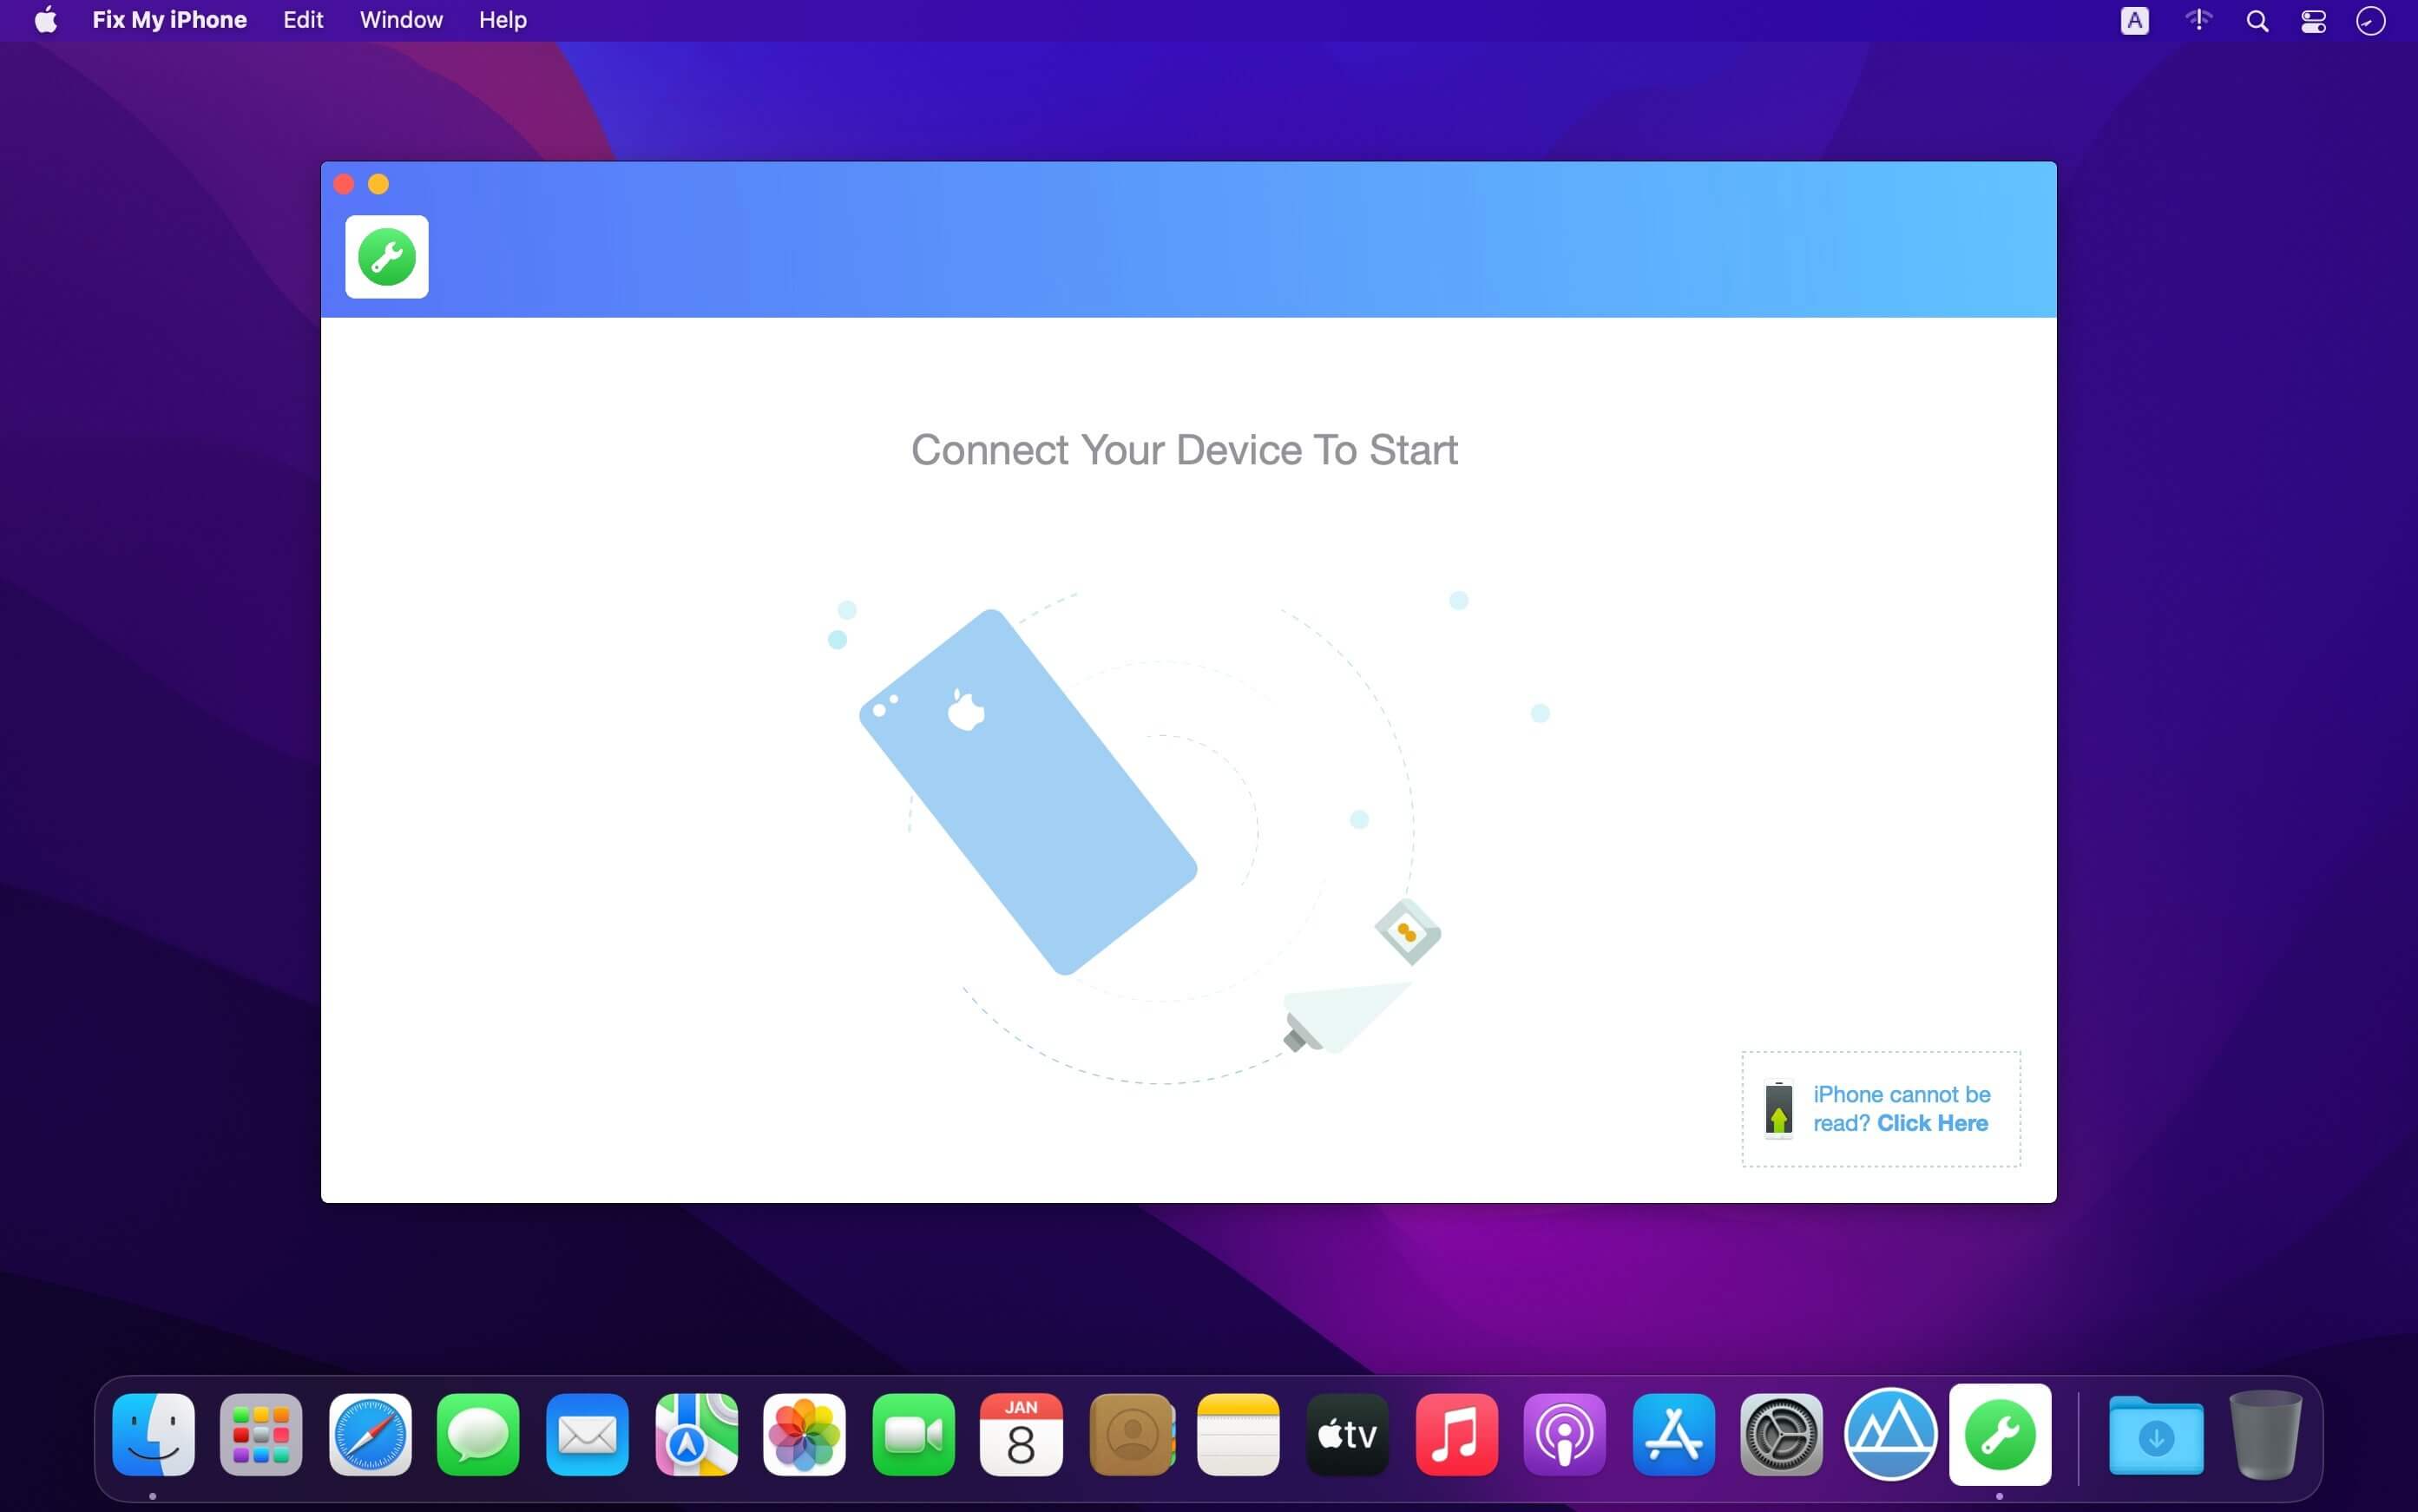 Fix My iPhone Edit Window Help
A
Connect Your Device To Start
iPhone cannot be
read? Click Here
JAN
8
tv